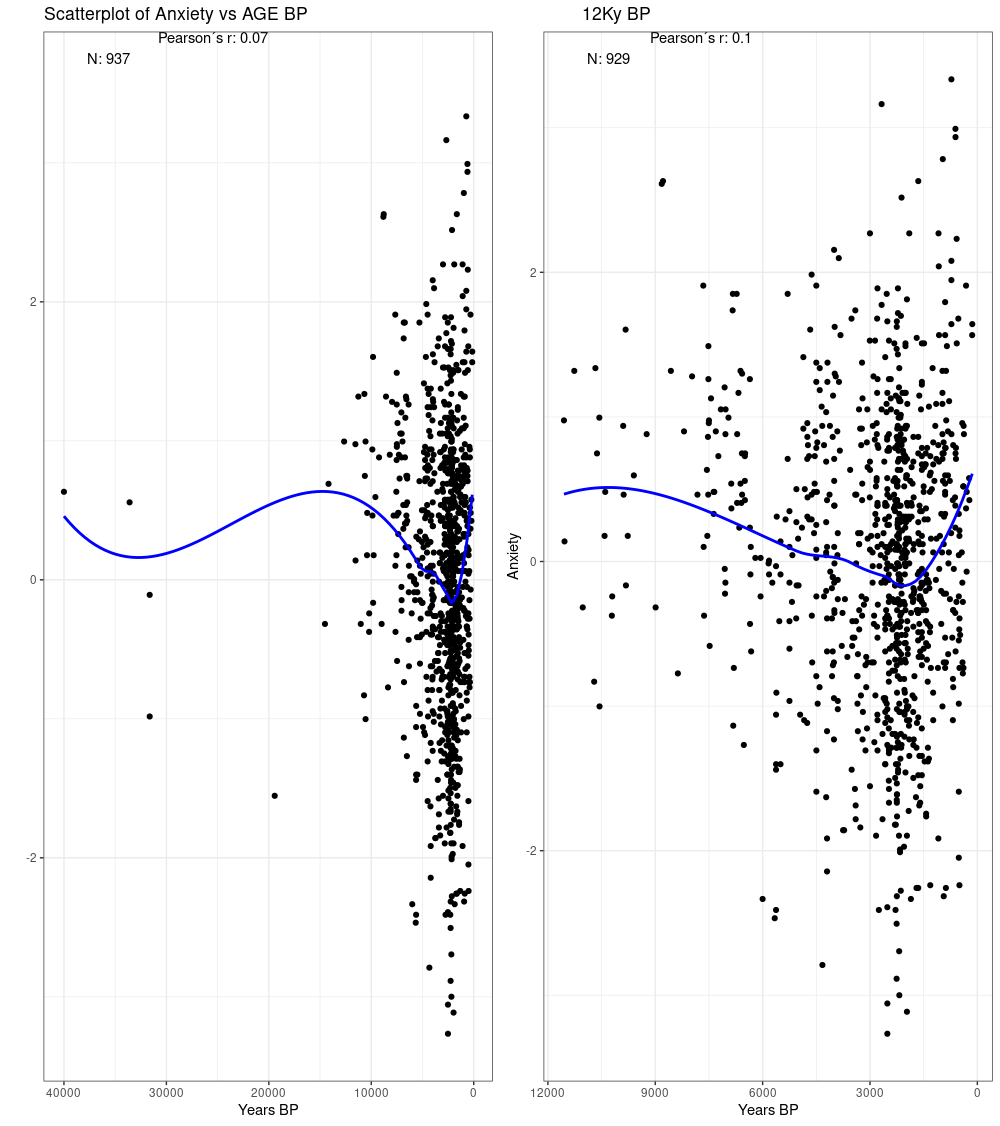 Scatterplot of Anxiety vs AGE BP
Pearson´s r: 0.07
N: 937
2
0
-2
40000 30000 20000 10000 0
Years BP
12Ky BP
Pearson´s r: 0.1
N: 929
Anxiety
2
0
-2
12000 9000 6000 3000 0
Years BP